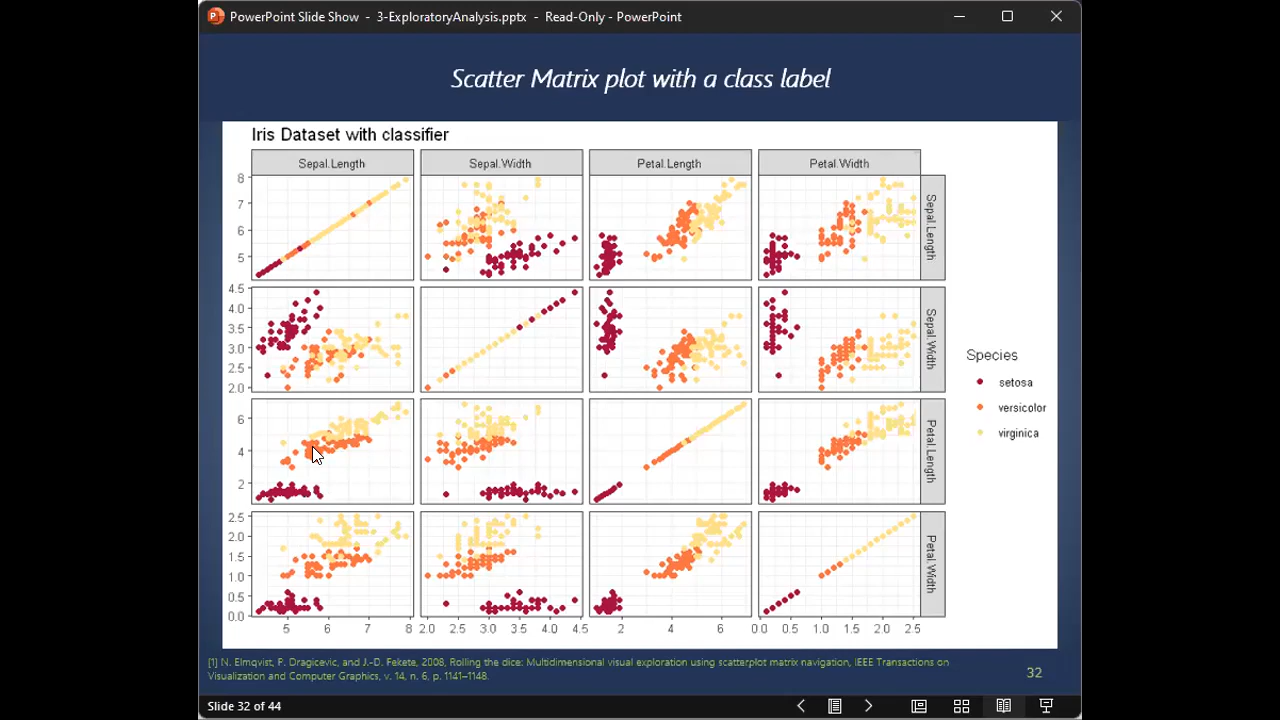 PowerPoint Slide Show - 3-ExploratoryAnalysis.pptx - Read-Only - PowerPoint
Scatter Matrix plot with a class label
Iris Dataset with classifier
Sepal.Length
Sepal.Width
Petal.Length
Petal.Width
8
7
6
5
Sepal.Length
4.5
4.0
3.5
3.0
2.5
2.0
Sepal.Width
6
4
2
Petal.Length
2.5
2.0
1.5
1.0
0.5
0.0
Petal.Width
5 6 7 8
2.0 2.5 3.0 3.5 4.0 4.5
2 4 6
0.0 0.5 1.0 1.5 2.0 2.5
Species
setosa
versicolor
virginica
[1] N. Elmqvist, P. Dragicevic, and J.-D. Fekete, 2008, Rolling the dice: Multidimensional visual exploration using scatterplot matrix navigation, IEEE Transactions on
Visualization and Computer Graphics, v. 14, n. 6, p. 1141–1148.
32
Slide 32 of 44